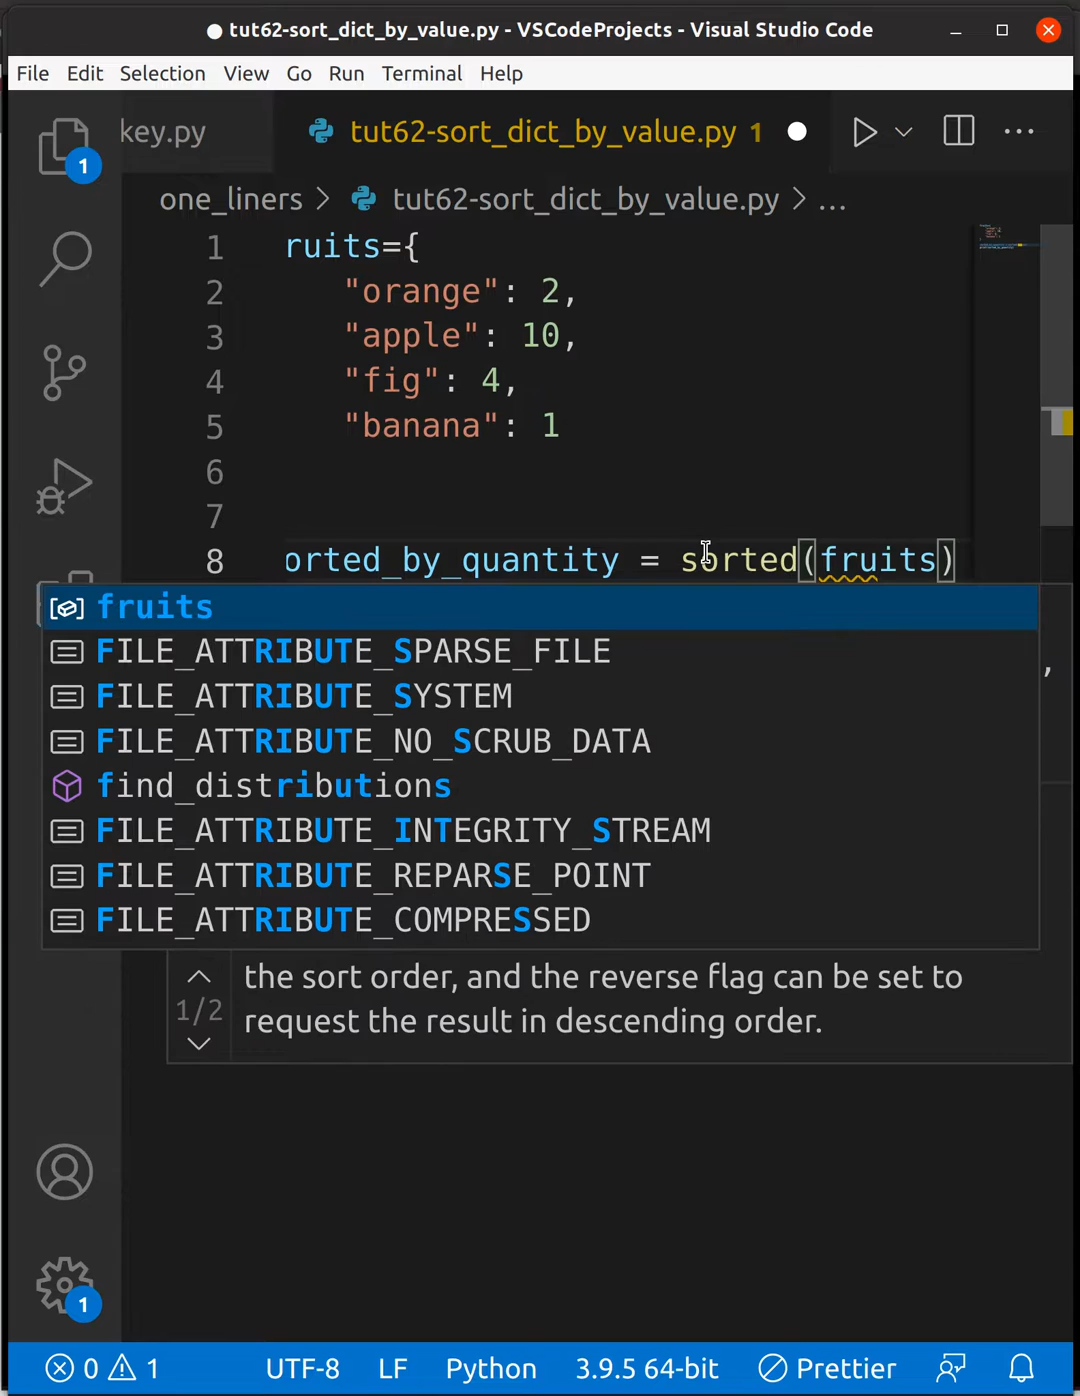 tut62-sort_dict_by_value.py - VSCodeProjects - Visual Studio Code
File Edit Selection View Go Run Terminal Help
key.py tut62-sort_dict_by_value.py 1
1
one_liners > tut62-sort_dict_by_value.py > ...
1 ruits={
2 "orange": 2,
3 "apple": 10,
4 "fig": 4,
5 "banana": 1
6
7
8 orted_by_quantity = sorted(fruits)
fruits
FILE_ATTRIBUTE_SPARSE_FILE
,
FILE_ATTRIBUTE_SYSTEM
FILE_ATTRIBUTE_NO_SCRUB_DATA
find_distributions
FILE_ATTRIBUTE_INTEGRITY_STREAM
FILE_ATTRIBUTE_REPARSE_POINT
FILE_ATTRIBUTE_COMPRESSED
the sort order, and the reverse flag can be set to
1/2
request the result in descending order.
1
0 1 UTF-8 LF Python 3.9.5 64-bit Prettier